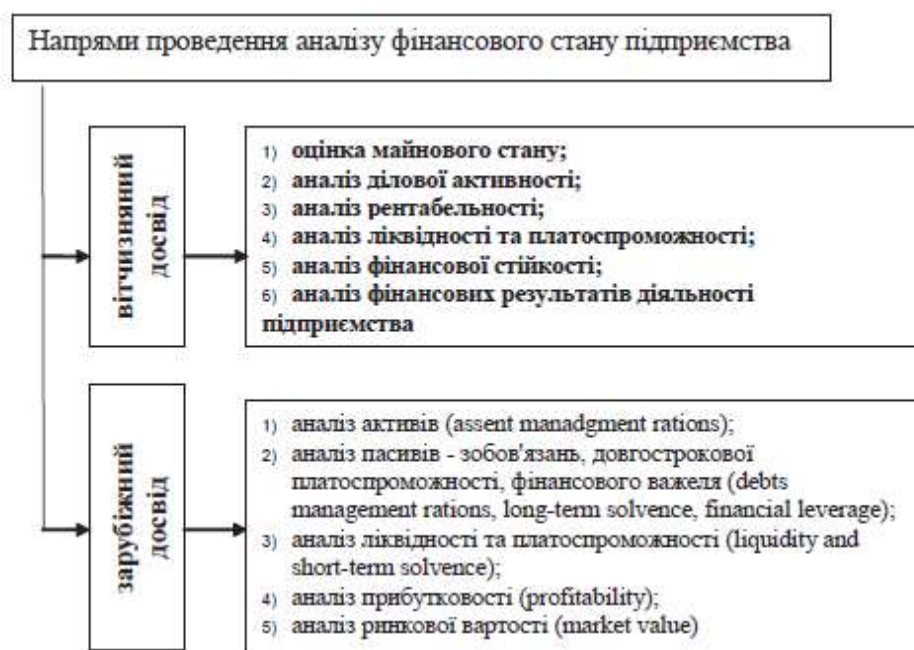 Напрями проведення аналізу фінансового стану підприємства
вітчизняний
досвід
1) оцінка майнового стану;
2) аналіз ділової активності;
3) аналіз рентабельності;
4) аналіз ліквідності та платоспроможності;
5) аналіз фінансової стійкості;
6) аналіз фінансових результатів діяльності
підприємства
зарубіжний
досвід
1) аналіз активів (assent manadgment rations);
2) аналіз пасивів - зобов'язань, довгострокової
платоспроможності, фінансового важеля (debts
management rations, long-term solvence, financial leverage);
3) аналіз ліквідності та платоспроможності (liquidity and
short-term solvence);
4) аналіз прибутковості (profitability);
5) аналіз ринкової вартості (market value)